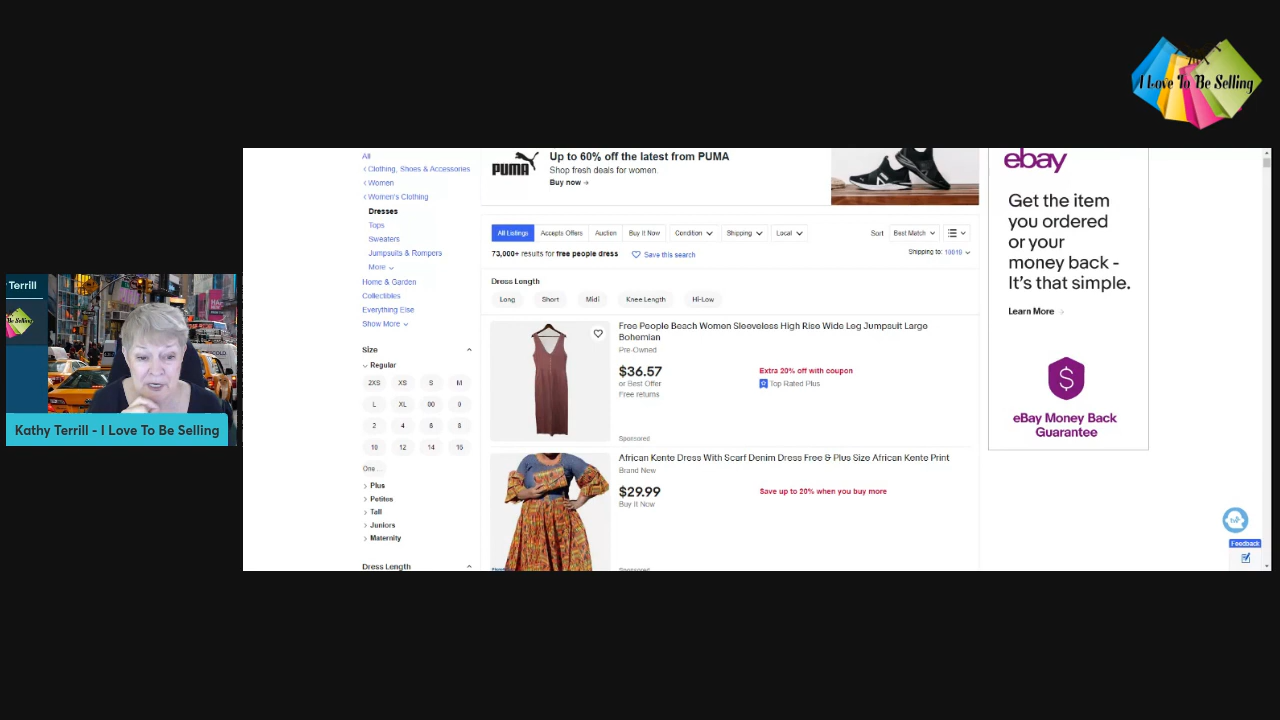 I Love To Be Selling
Terrill
Be Selling
Kathy Terrill - I Love To Be Selling
All
Clothing, Shoes & Accessories
Women
Women's Clothing
Dresses
Tops
Sweaters
Jumpsuits & Rompers
More
Home & Garden
Collectibles
Everything Else
Show More
Size
Regular
2XS XS S M
L XL 00 0
2 4 6 8
10 12 14 16
One ...
Plus
Petites
Tall
Juniors
Maternity
Dress Length
PUMA
Up to 60% off the latest from PUMA
Shop fresh deals for women.
Buy now →
All Listings Accepts Offers Auction Buy It Now Condition Shipping Local Sort Best Match
73,000+ results for free people dress Save this search Shipping to: 10019
Dress Length
Long Short Midi Knee Length Hi-Low
Free People Beach Women Sleeveless High Rise Wide Leg Jumpsuit Large
Bohemian
Pre-Owned
$36.57 Extra 20% off with coupon
or Best Offer Top Rated Plus
Free returns
Sponsored
African Kente Dress With Scarf Denim Dress Free & Plus Size African Kente Print
Brand New
$29.99 Save up to 20% when you buy more
Buy It Now
Sponsored
ebay
Get the item
you ordered
or your
money back -
It's that simple.
Learn More
eBay Money Back
Guarantee
Feedback